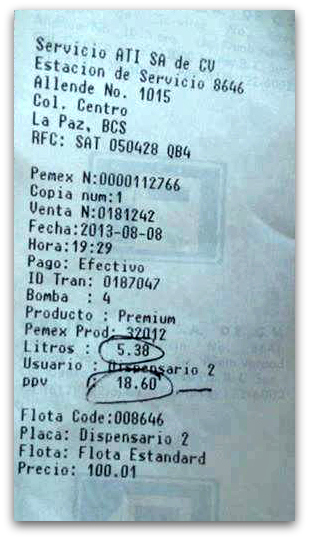 Servicio ATI SA de CV
Estacion de Servicio 8646
Allende No. 1015
Col. Centro
La Paz, BCS
RFC: SAT 050428 QB4
Pemex N:0000112766
Copia num:1
Venta N:0181242
Fecha:2013-08-08
Hora:19:29
Pago: Efectivo
ID Tran: 0187047
Bomba : 4
Producto : Premium
Pemex Prod: 32012
Litros : 5.38
Usuario : Dispensario 2
ppv : 18.60
Flota Code:008646
Placa: Dispensario 2
Flota: Flota Estandard
Precio: 100.01